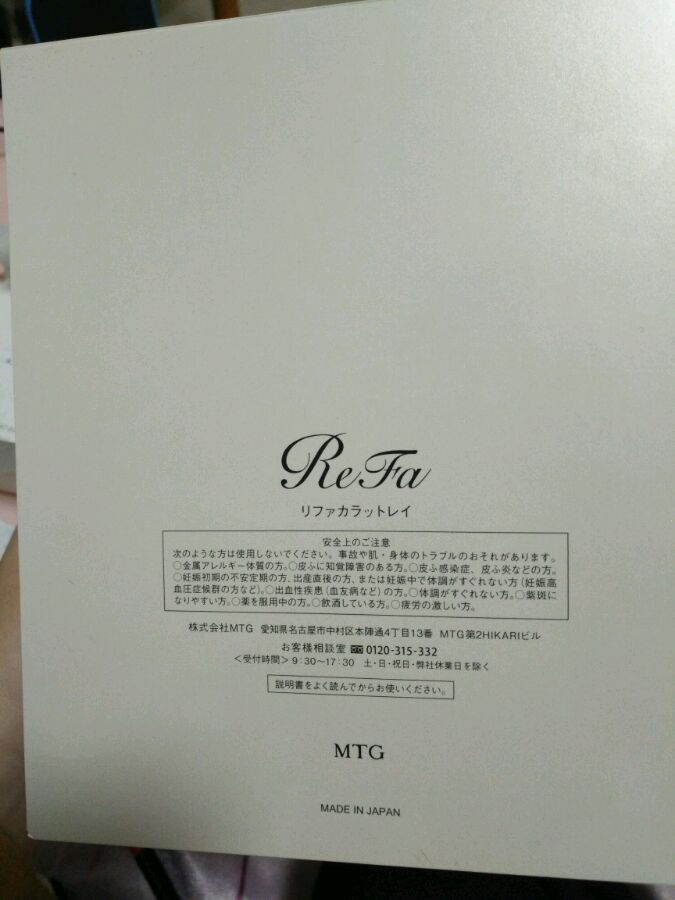 ReFa
リファカラットレイ
安全上のご注意
次のような方は使用しないでください。事故や肌・身体のトラブルのおそれがあります。
○金属アレルギー体質の方。○皮ふに知覚障害のある方。○皮ふ感染症、皮ふ炎などの方。
○妊娠初期の不安定期の方、出産直後の方、または妊娠中で体調がすぐれない方（妊娠高
血圧症候群の方など）。○出血性疾患（血友病など）の方。○体調がすぐれない方。○紫斑に
なりやすい方。○薬を服用中の方。○飲酒している方。○疲労の激しい方。
株式会社MTG 愛知県名古屋市中村区本陣通4丁目13番 MTG第2HIKARIビル
お客様相談室 0120-315-332
＜受付時間＞9:30～17:30 土・日・祝日・弊社休業日を除く
説明書をよく読んでからお使いください。
MTG
MADE IN JAPAN